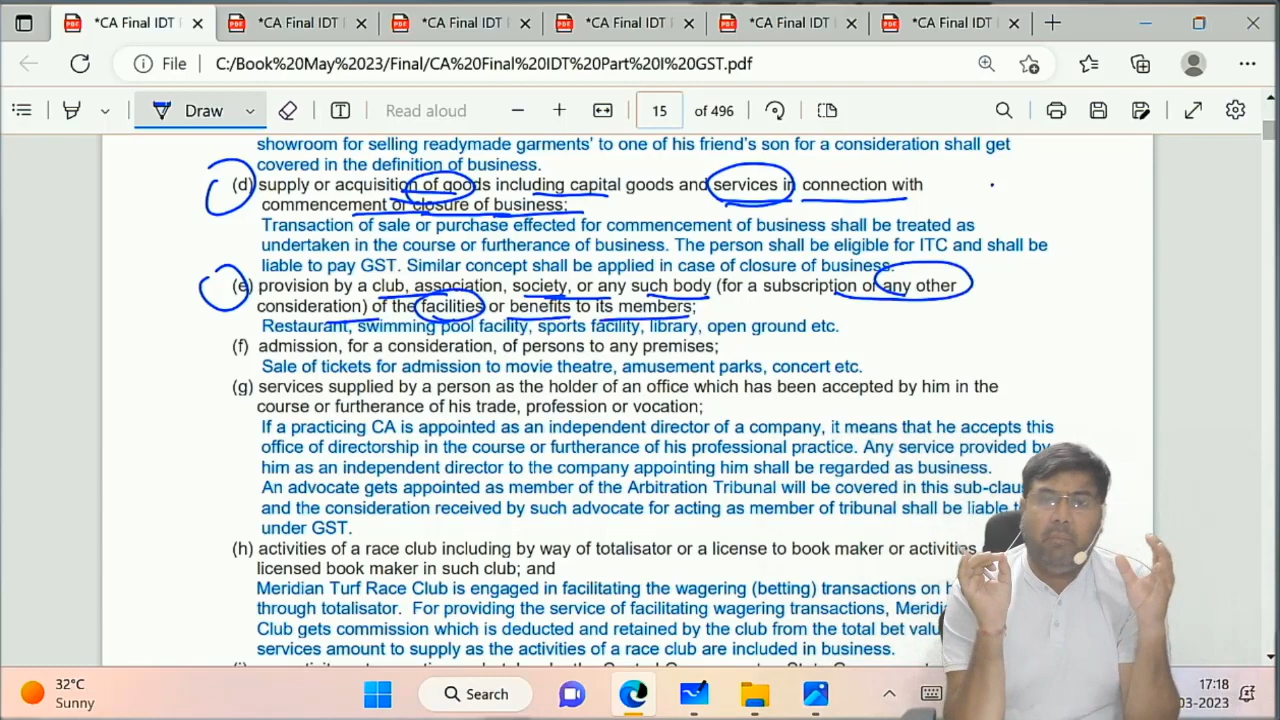 *CA Final IDT *CA Final IDT *CA Final IDT *CA Final IDT *CA Final IDT *CA Final IDT
File C:/Book%20May%202023/Final/CA%20Final%20IDT%20Part%20I%20GST.pdf
Draw Read aloud 15 of 496
showroom for selling readymade garments' to one of his friend's son for a consideration shall get
covered in the definition of business.
(d) supply or acquisition of goods including capital goods and services in connection with
commencement or closure of business;
Transaction of sale or purchase effected for commencement of business shall be treated as
undertaken in the course or furtherance of business. The person shall be eligible for ITC and shall be
liable to pay GST. Similar concept shall be applied in case of closure of business.
(e) provision by a club, association, society, or any such body (for a subscription or any other
consideration) of the facilities or benefits to its members;
Restaurant, swimming pool facility, sports facility, library, open ground etc.
(f) admission, for a consideration, of persons to any premises;
Sale of tickets for admission to movie theatre, amusement parks, concert etc.
(g) services supplied by a person as the holder of an office which has been accepted by him in the
course or furtherance of his trade, profession or vocation;
If a practicing CA is appointed as an independent director of a company, it means that he accepts this
office of directorship in the course or furtherance of his professional practice. Any service provided by
him as an independent director to the company appointing him shall be regarded as business.
An advocate gets appointed as member of the Arbitration Tribunal will be covered in this
and the consideration received by such advocate for acting as member of tribunal shall be liable
under GST.
(h) activities of a race club including by way of totalisator or a license to book maker or activities
licensed book maker in such club; and
Meridian Turf Race Club is engaged in facilitating the wagering (betting) transactions on
through totalisator. For providing the service of facilitating wagering transactions,
Club gets commission which is deducted and retained by the club from the total bet
services amount to supply as the activities of a race club are included in business.
32°C
Sunny
Search
17:18
03-2023